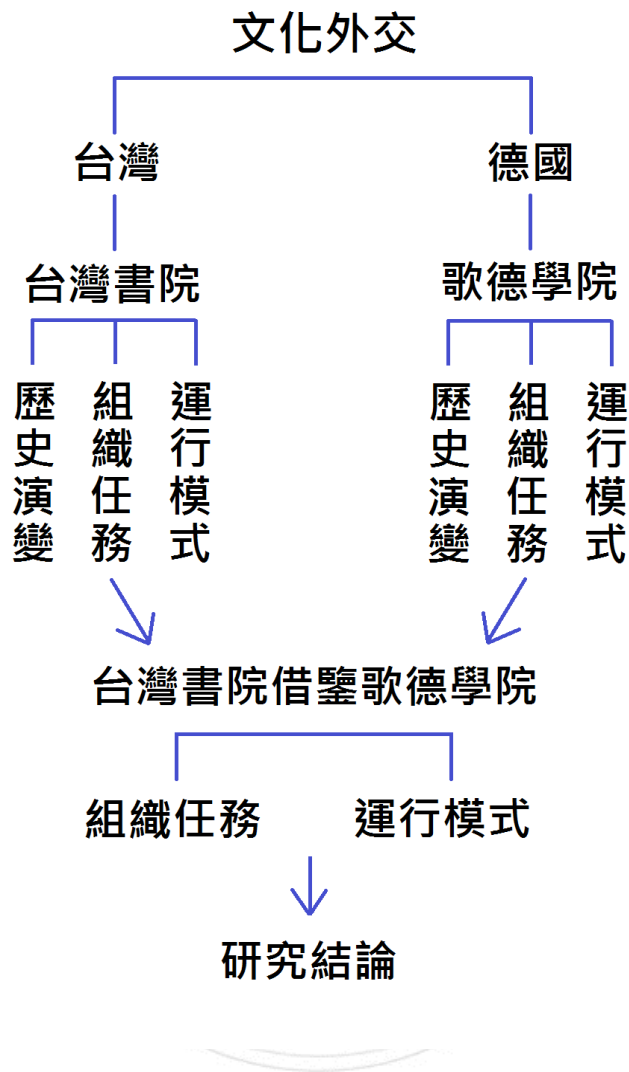 文化外交
台灣
德國
台灣書院
歌德學院
歷史演變
組織任務
運行模式
歷史演變
組織任務
運行模式
台灣書院借鑒歌德學院
組織任務
運行模式
研究結論